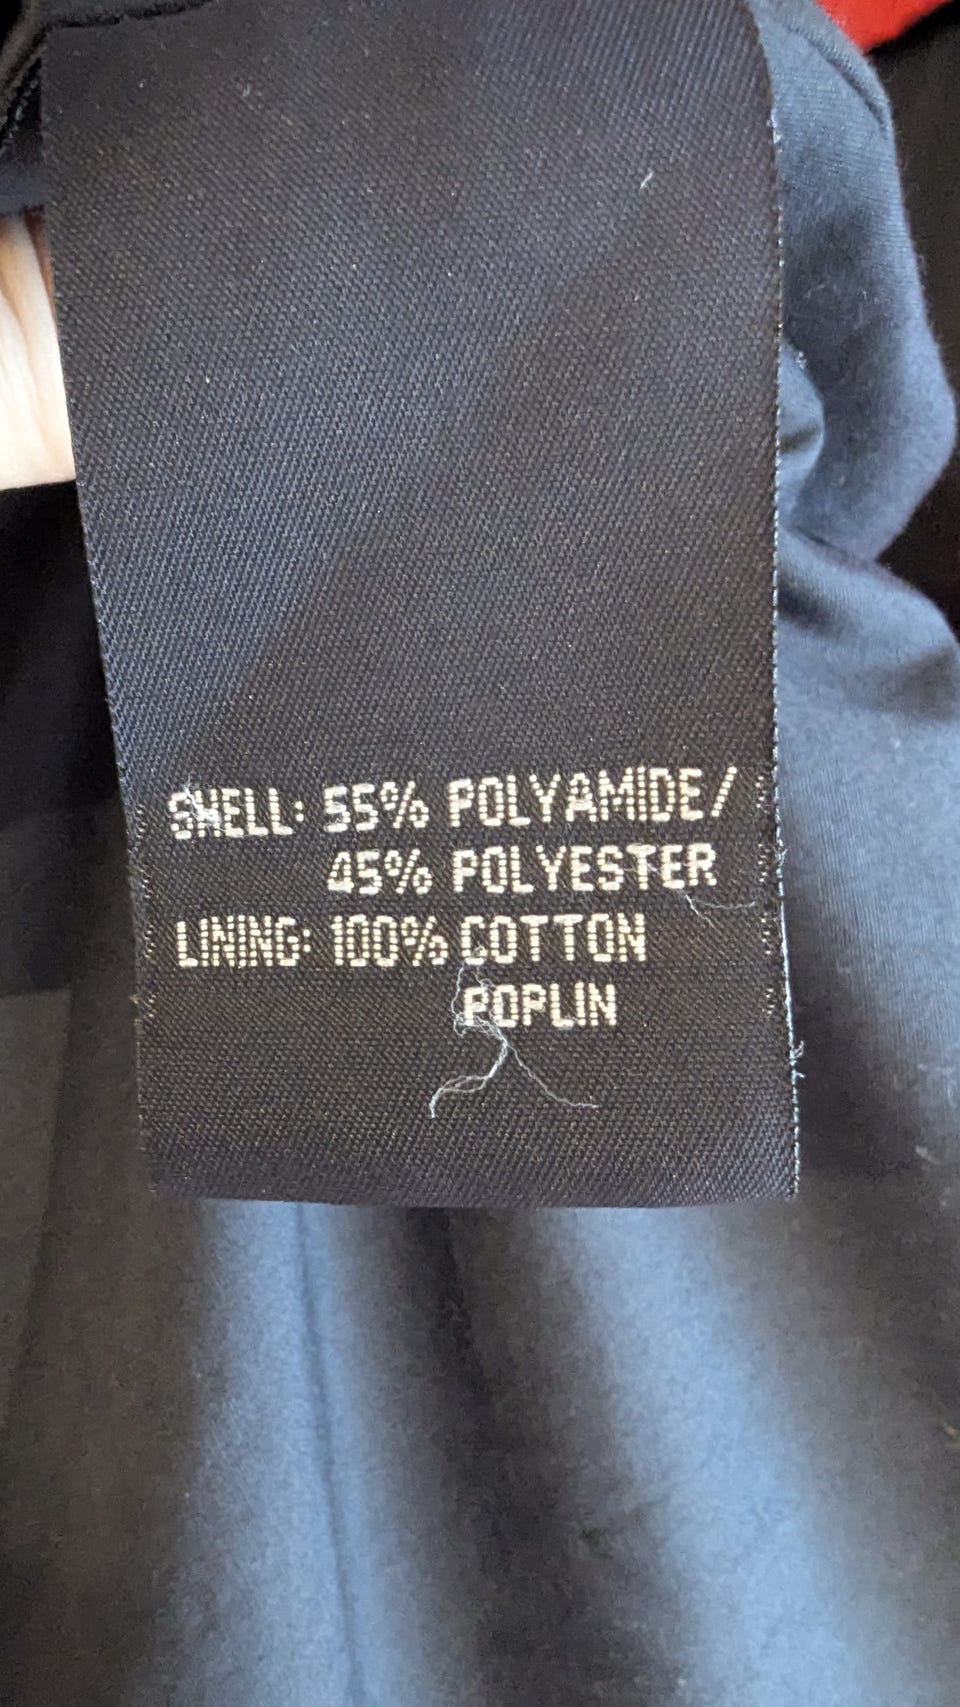 SHELL: 55% POLYAMIDE/
45% POLYESTER
LINING: 100% COTTON
POPLIN